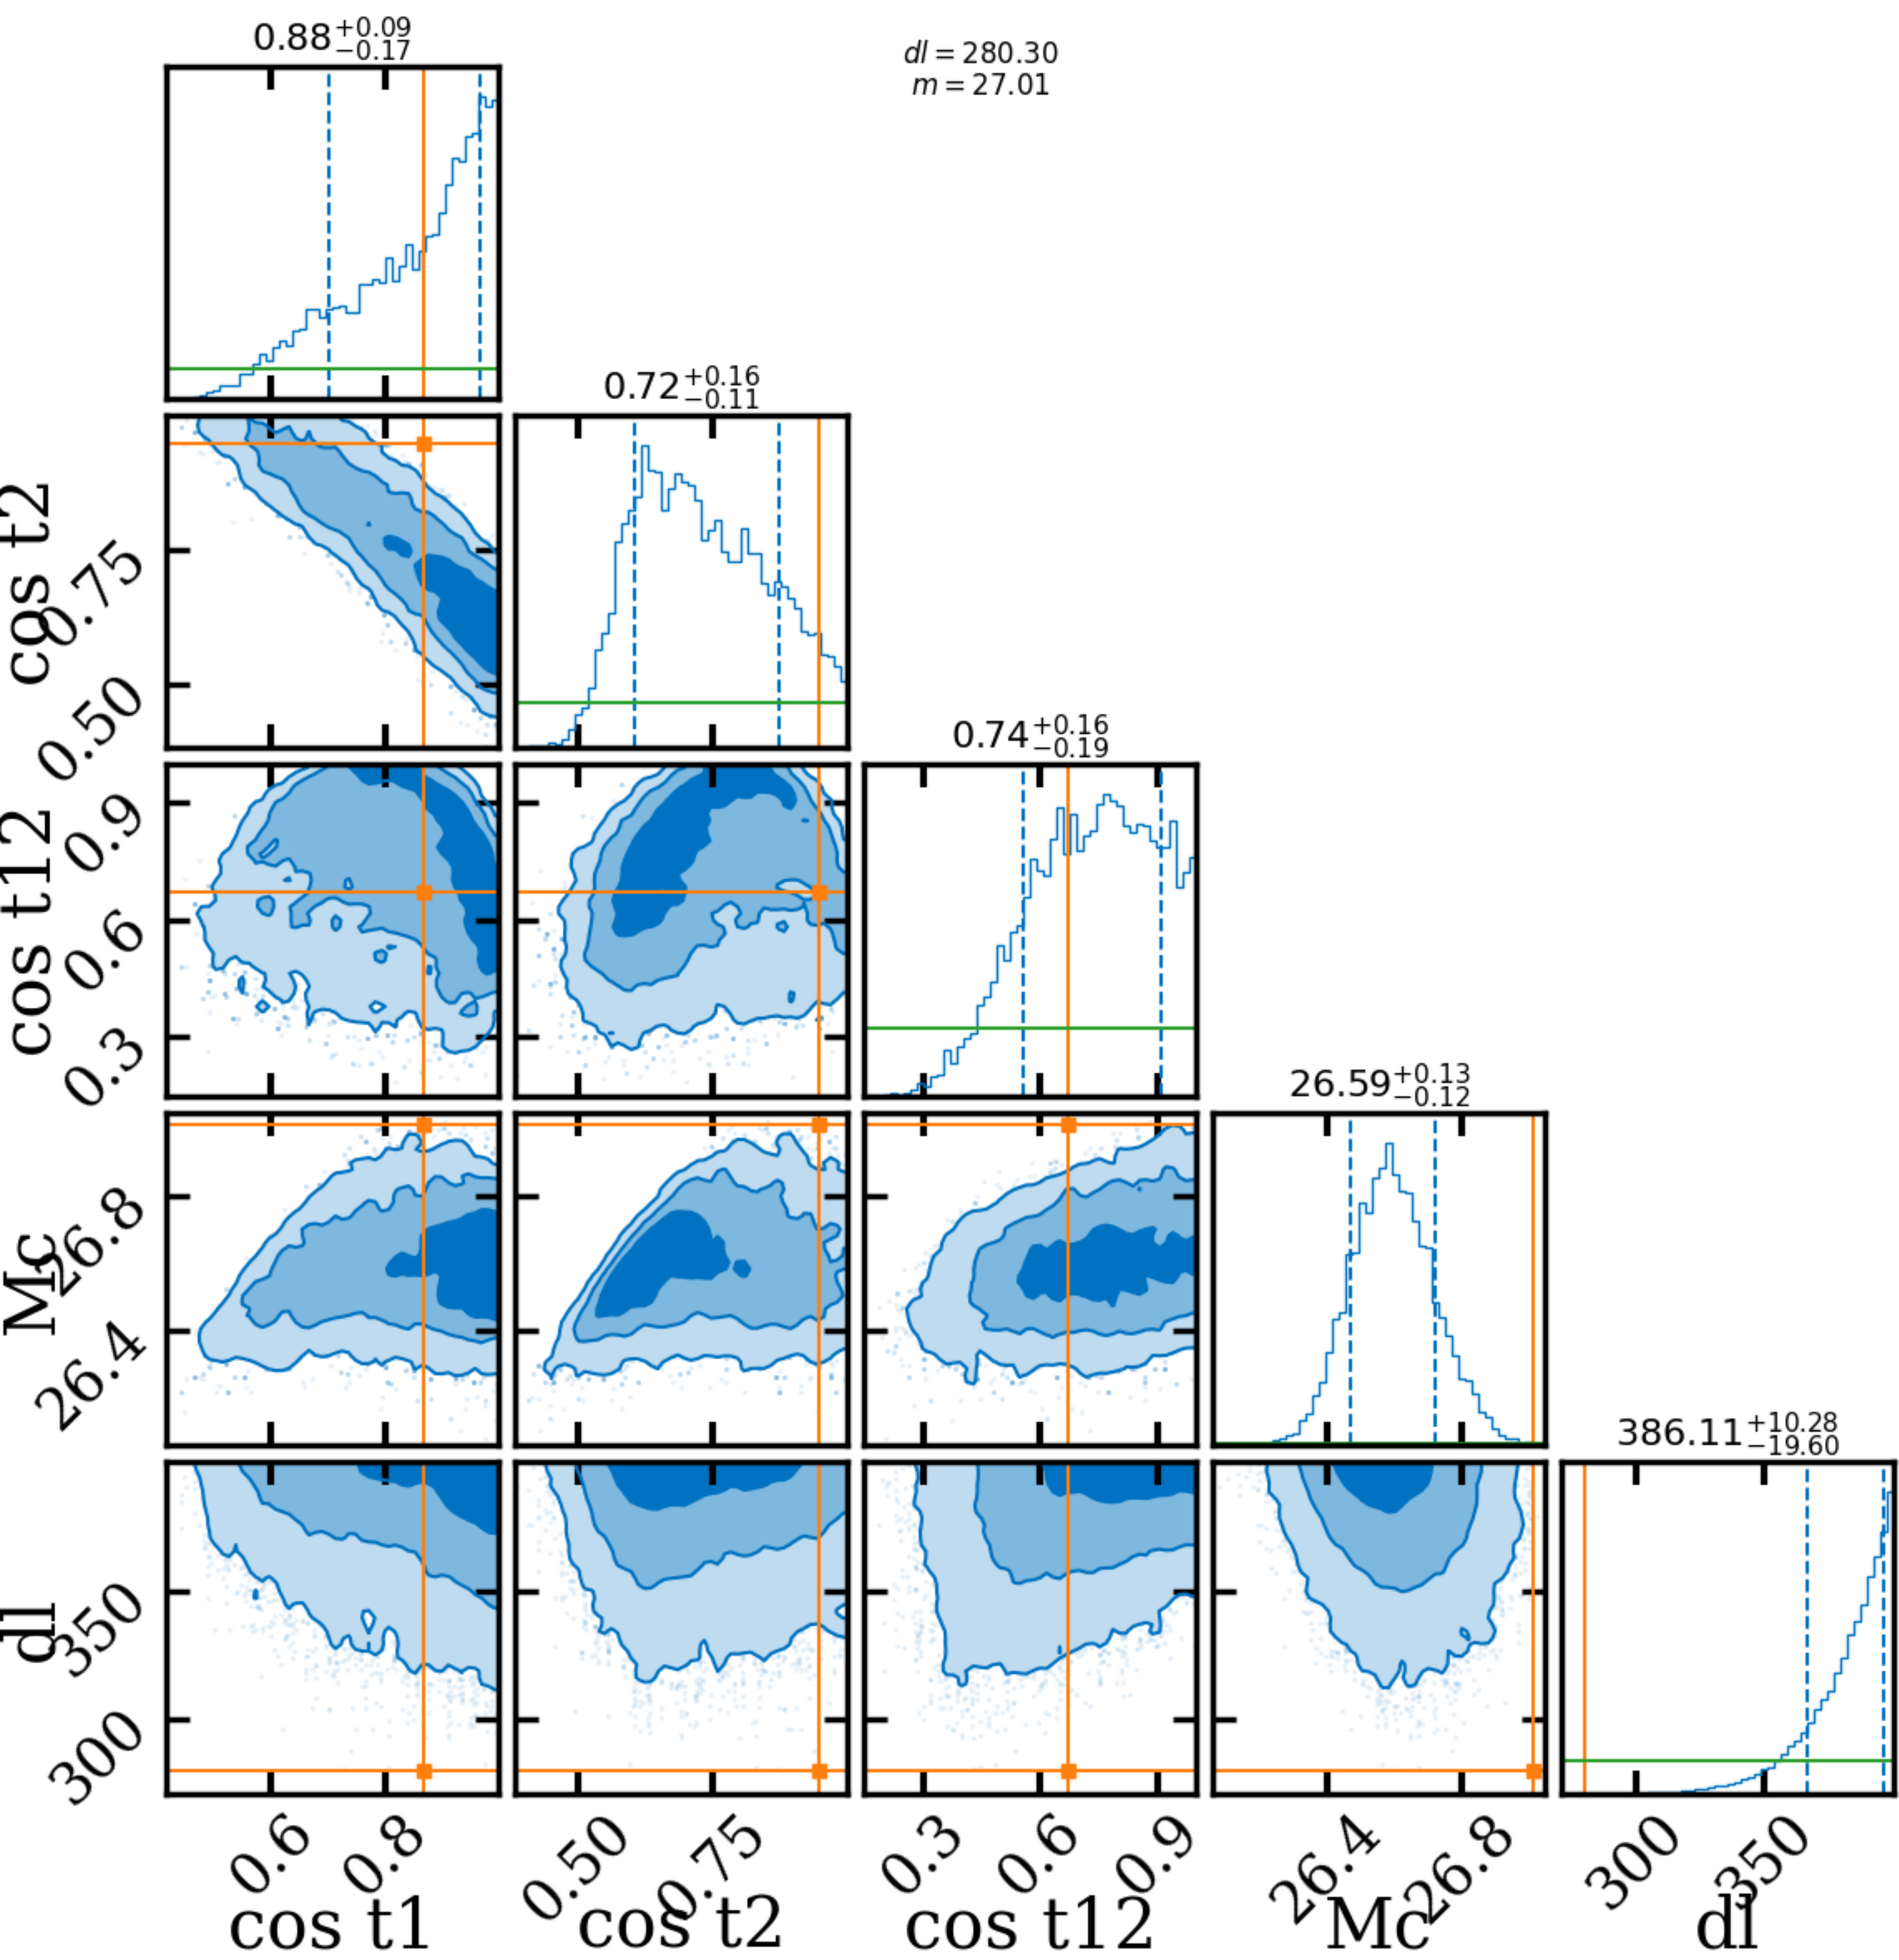 0.88+0.09−0.17
dl = 280.30
m = 27.01
0.72+0.16−0.11
cos t2
0.75
0.50
0.74+0.16−0.19
cos t12
0.9
0.6
0.3
26.59+0.13−0.12
Mc
26.8
26.4
386.11+10.28−19.60
dl
350
300
0.6 0.8 0.50 0.75 0.3 0.6 0.9 26.4 26.8 300 350
cos t1 cos t2 cos t12 Mc dl